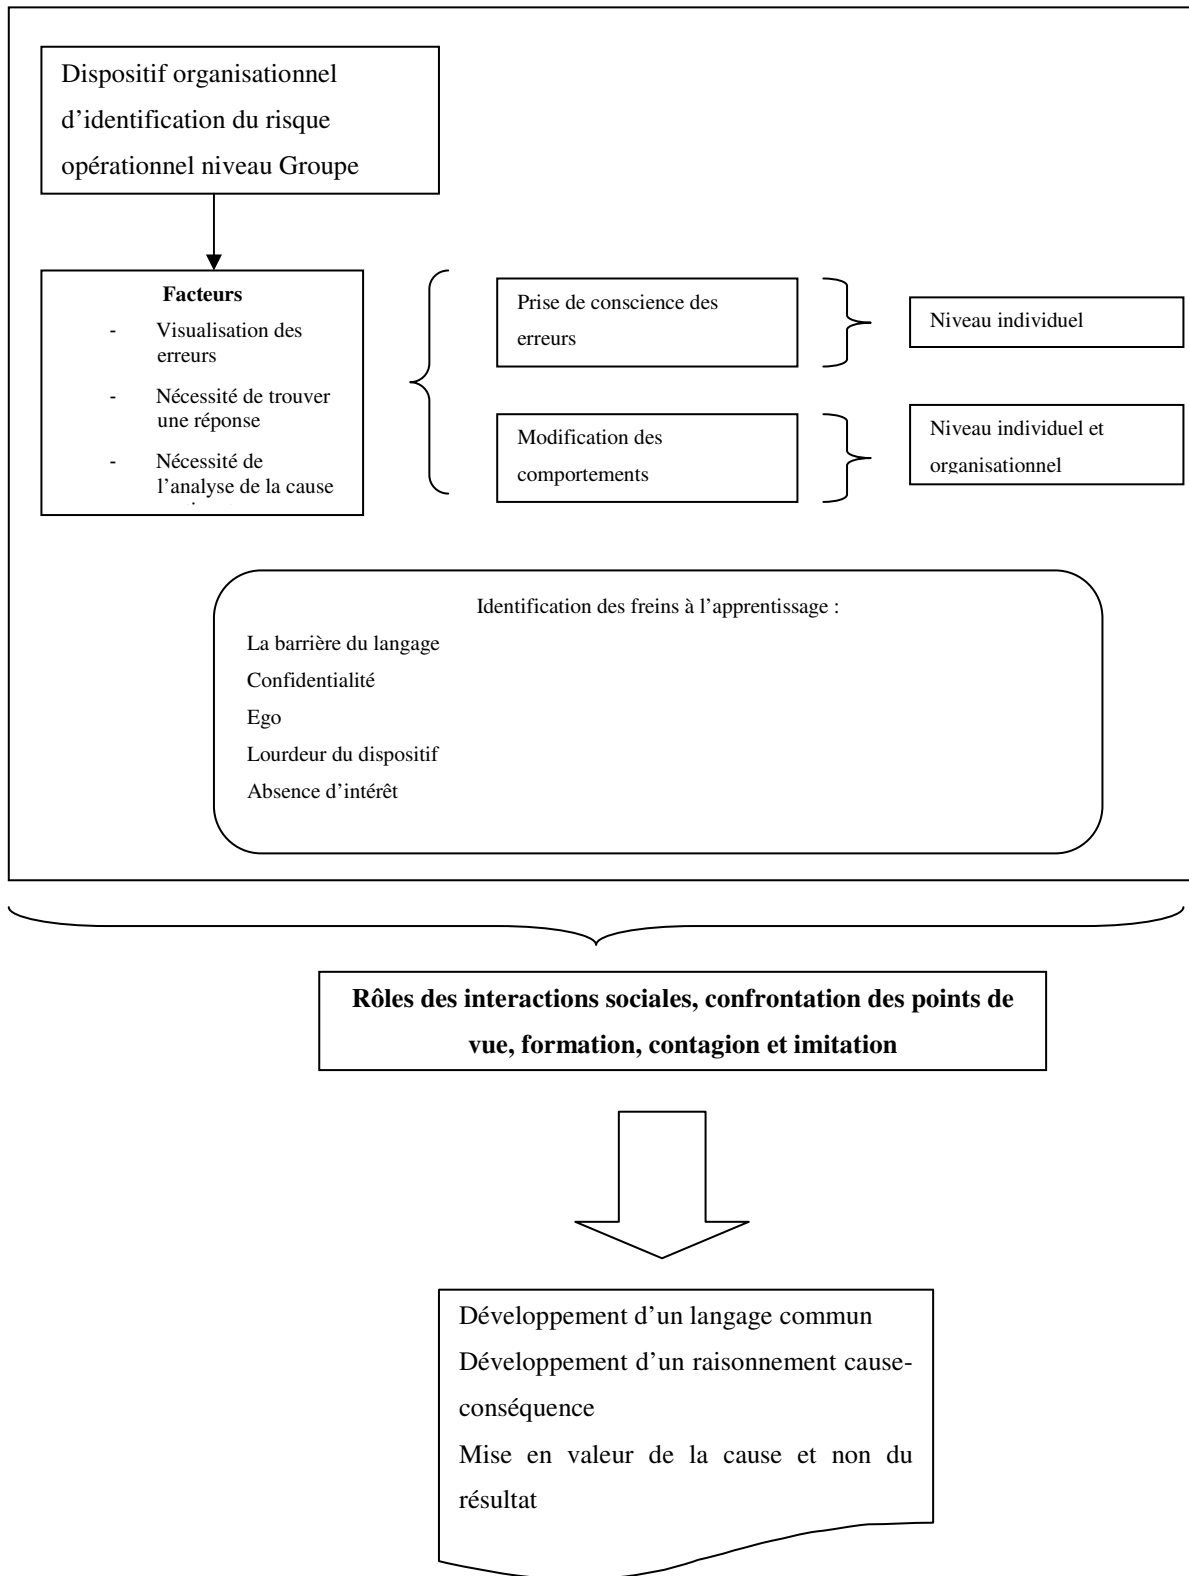 Dispositif organisationnel
d’identification du risque
opérationnel niveau Groupe
Facteurs
- Visualisation des
erreurs
- Nécessité de trouver
une réponse
- Nécessité de
l’analyse de la cause
Prise de conscience des
erreurs
Niveau individuel
Modification des
comportements
Niveau individuel et
organisationnel
Identification des freins à l’apprentissage :
La barrière du langage
Confidentialité
Ego
Lourdeur du dispositif
Absence d’intérêt
Rôles des interactions sociales, confrontation des points de
vue, formation, contagion et imitation
Développement d’un langage commun
Développement d’un raisonnement cause-
conséquence
Mise en valeur de la cause et non du
résultat